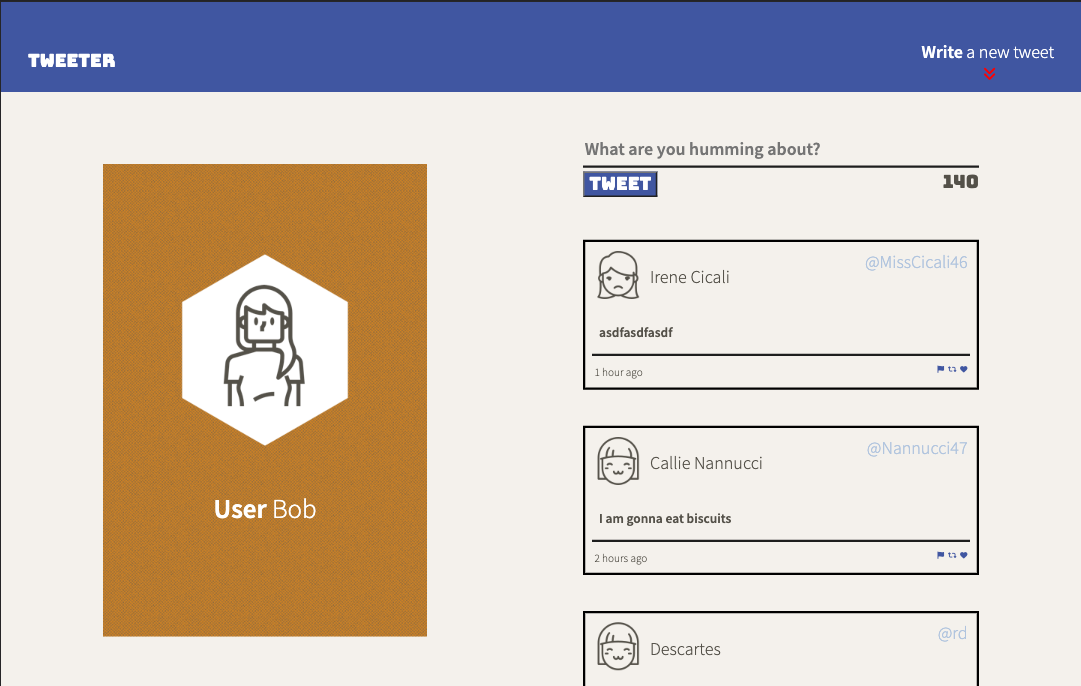 TWEETER
Write a new tweet
User Bob
What are you humming about?
TWEET
140
Irene Cicali
@MissCicali46
asdfasdfasdf
1 hour ago
Callie Nannucci
@Nannucci47
I am gonna eat biscuits
2 hours ago
Descartes
@rd